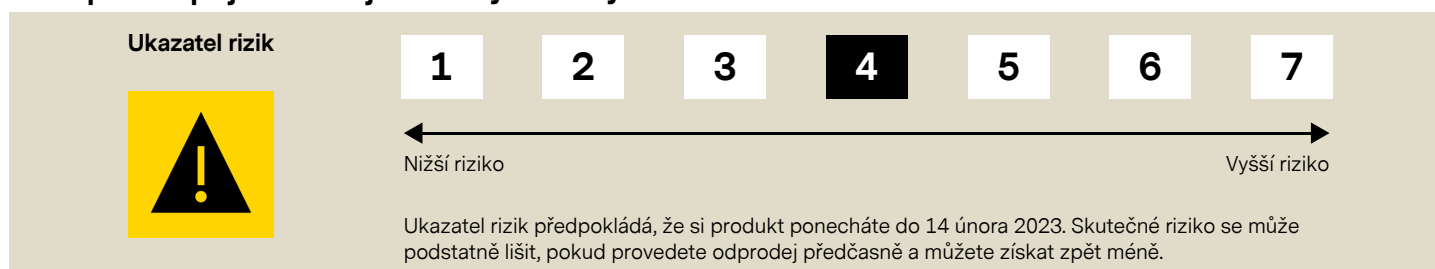 Ukazatel rizik
1 2 3 4 5 6 7
Nižší riziko Vyšší riziko
Ukazatel rizik předpokládá, že si produkt ponecháte do 14 února 2023. Skutečné riziko se může
podstatně lišit, pokud provedete odprodej předčasně a můžete získat zpět méně.